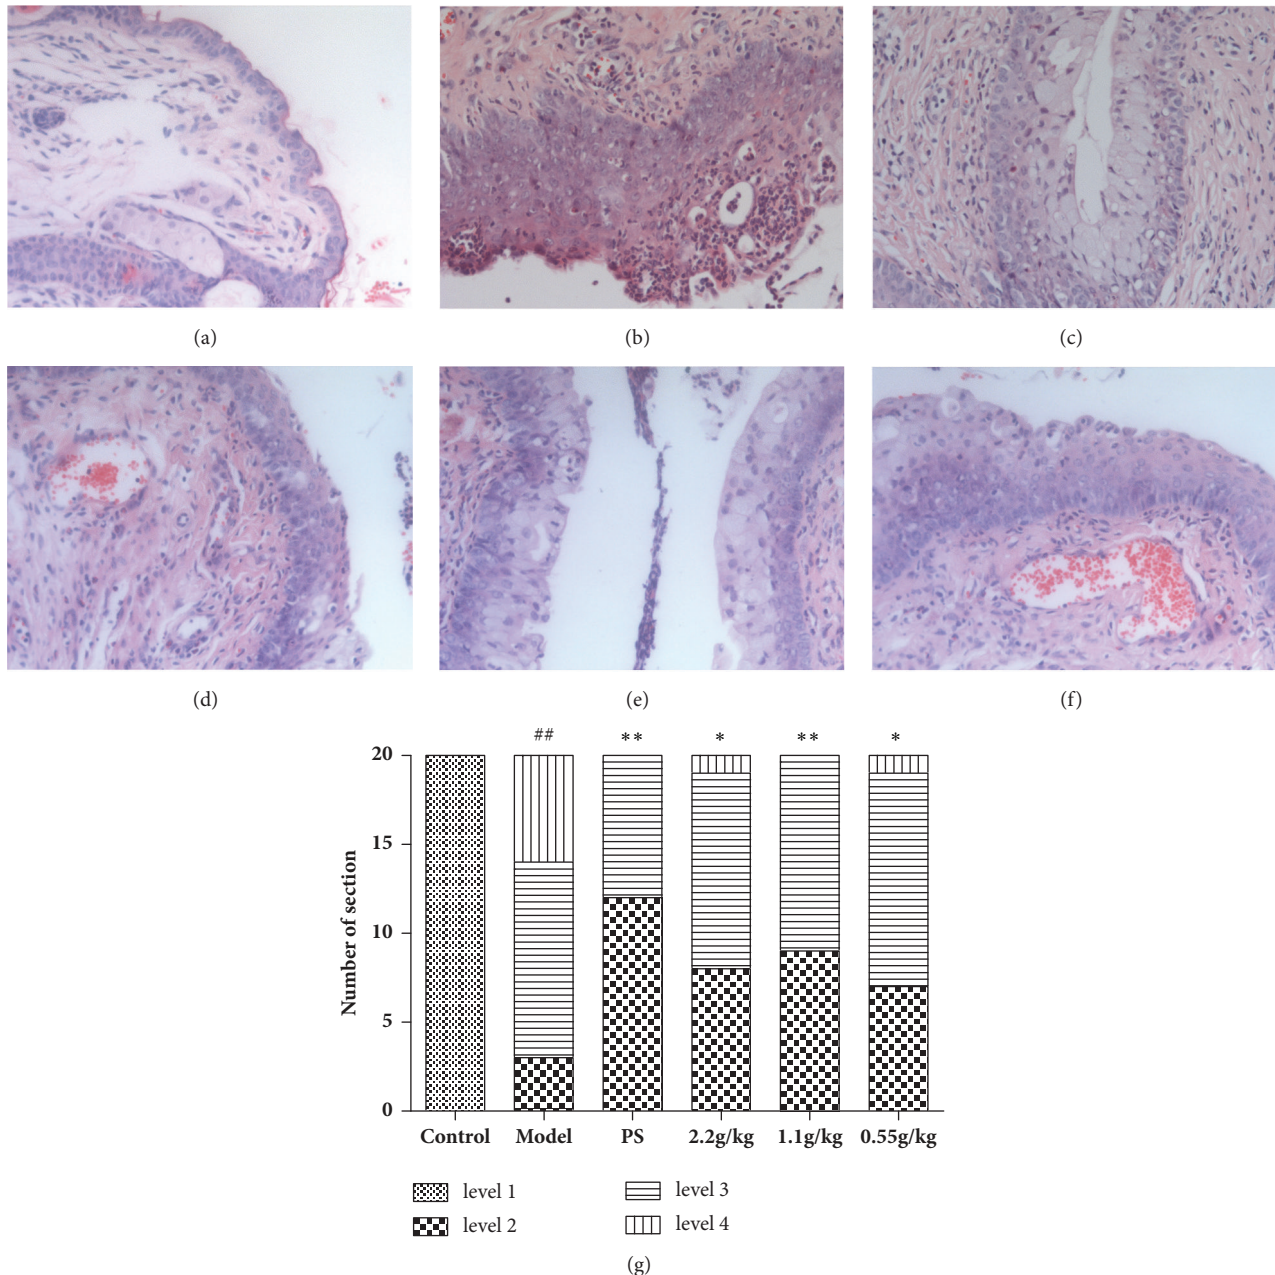 (a)
(b)
(c)
(d)
(e)
(f)
## ** * ** *
20
15
10
5
0
Number of section
Control Model PS 2.2g/kg 1.1g/kg 0.55g/kg
level 1
level 2
level 3
level 4
(g)